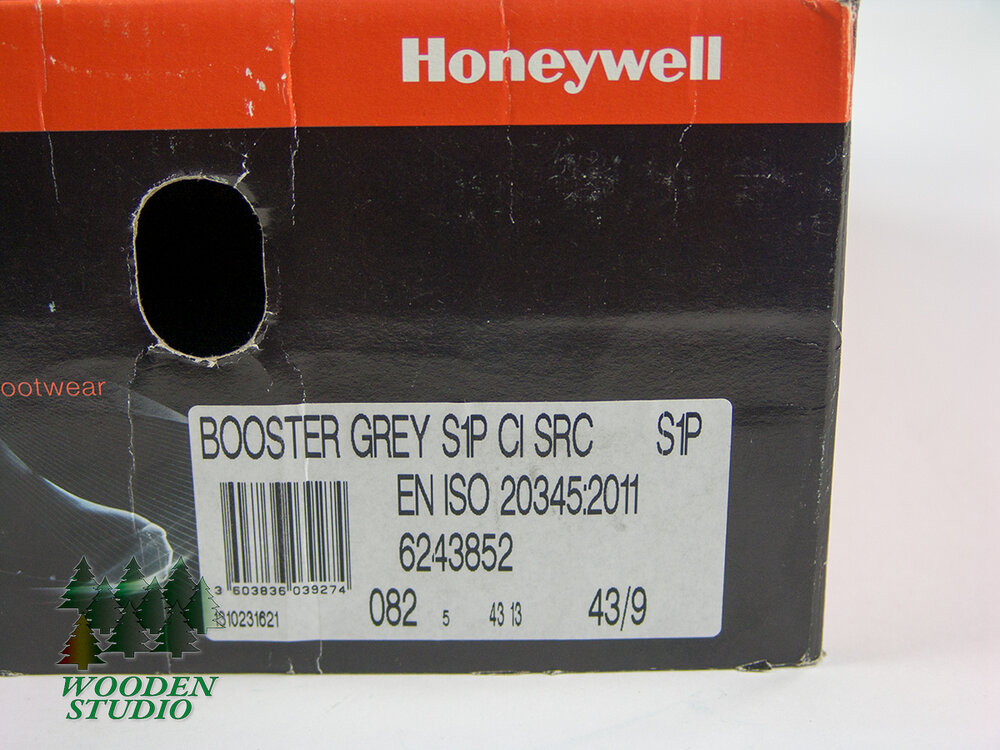 Honeywell
ootwear
BOOSTER GREY S1P CI SRC S1P
EN ISO 20345:2011
6243852
3 603836 039274
082 5 43 13 43/9
WOODEN
STUDIO